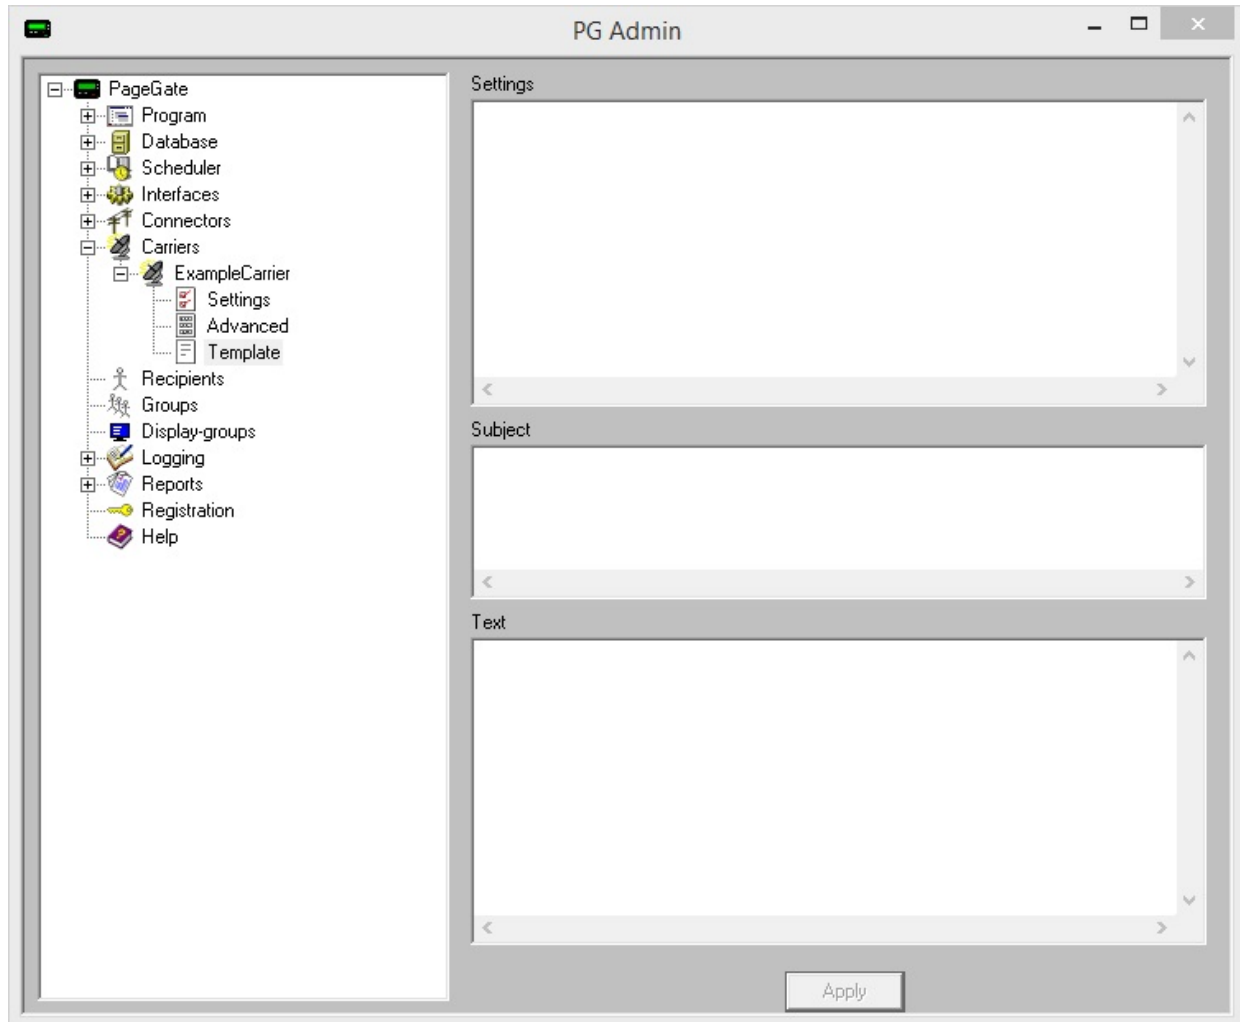 PG Admin
PageGate
Program
Database
Scheduler
Interfaces
Connectors
Carriers
ExampleCarrier
Settings
Advanced
Template
Recipients
Groups
Display-groups
Logging
Reports
Registration
Help
Settings
Subject
Text
Apply